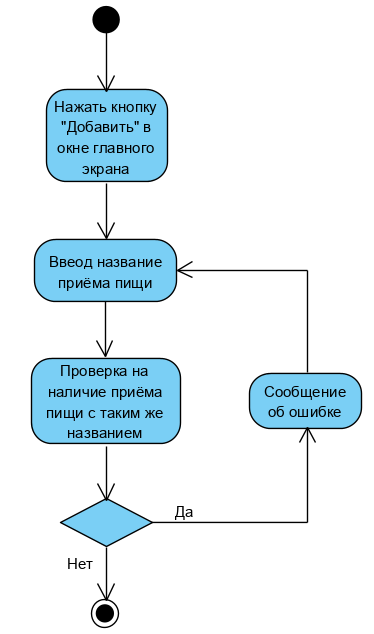 Нажать кнопку
"Добавить" в
окне главного
экрана
Ввеод название
приёма пищи
Проверка на
наличие приёма
пищи с таким же
названием
Сообщение
об ошибке
Да
Нет